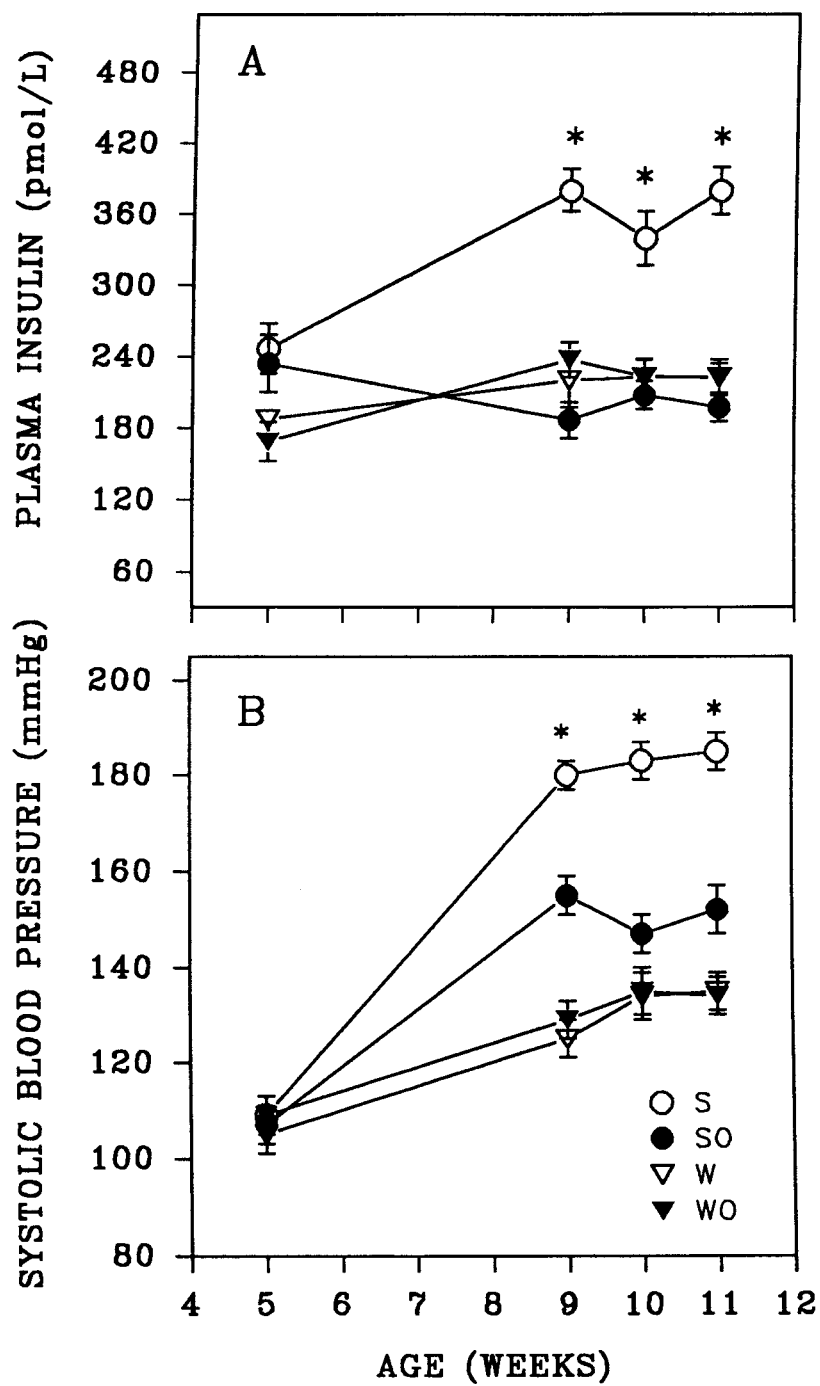 PLASMA INSULIN (pmol/L)
A
480
420
360
300
240
180
120
60
* * *
SYSTOLIC BLOOD PRESSURE (mmHg)
B
200
180
160
140
120
100
80
* * *
S
SO
W
WO
4 5 6 7 8 9 10 11 12
AGE (WEEKS)